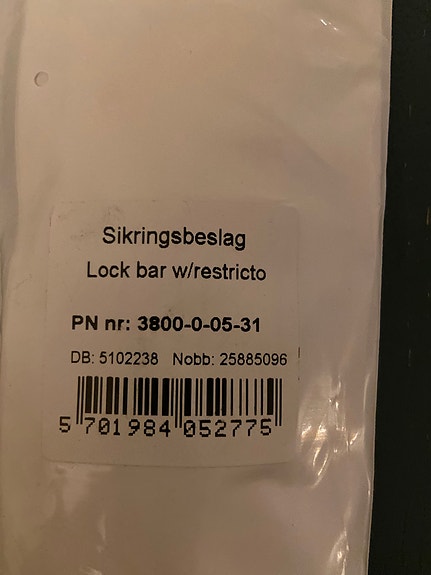 Sikringsbeslag
Lock bar w/restricto
PN nr: 3800-0-05-31
DB: 5102238 Nobb: 25885096
5 701984 052775